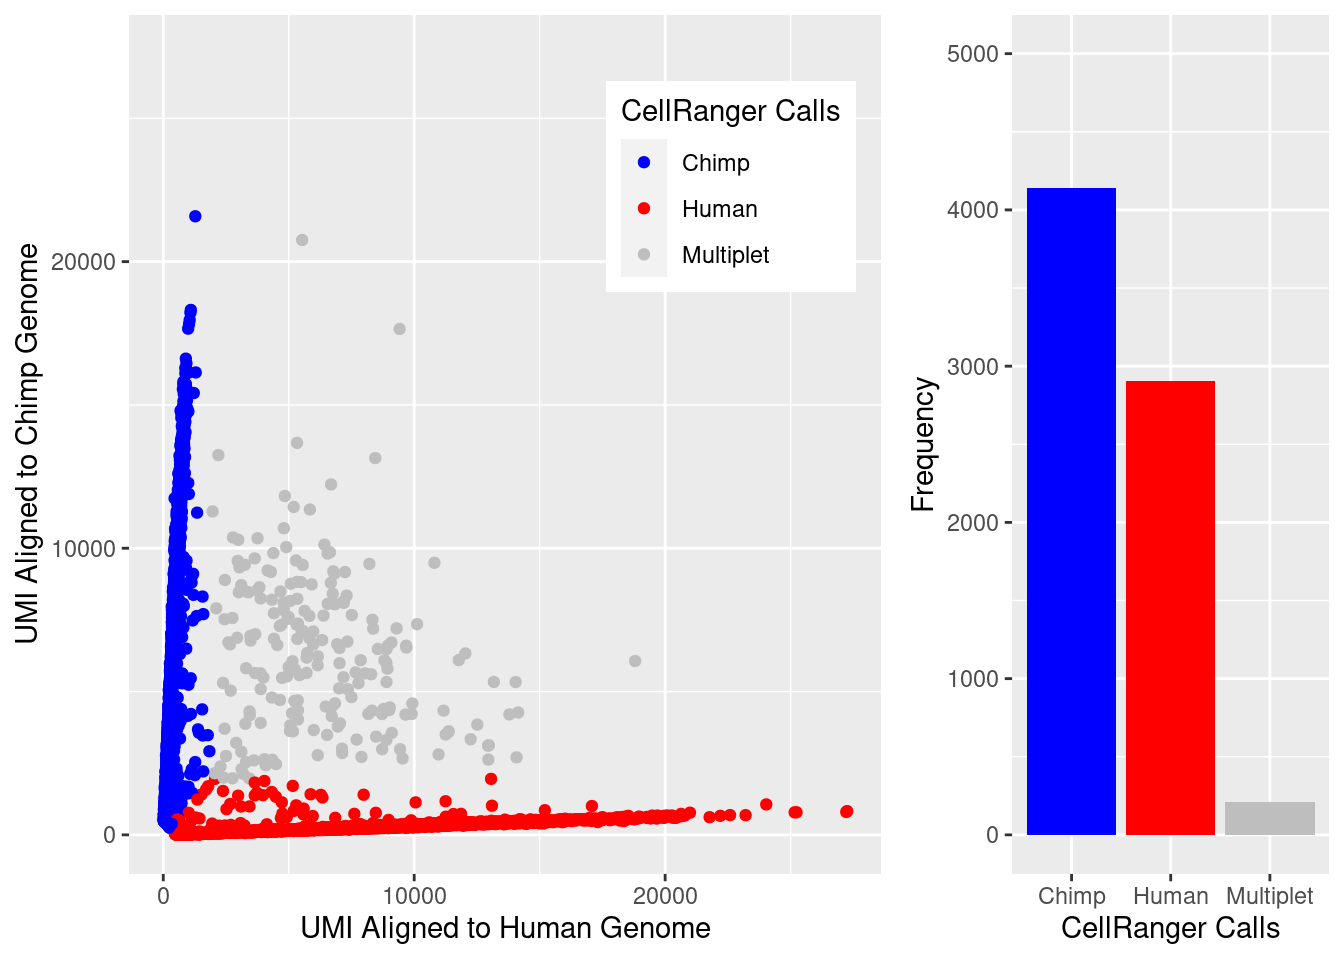 CellRanger Calls
Chimp
Human
Multiplet
UMI Aligned to Chimp Genome
20000
10000
0
0 10000 20000
UMI Aligned to Human Genome
Frequency
5000
4000
3000
2000
1000
0
Chimp Human Multiplet
CellRanger Calls